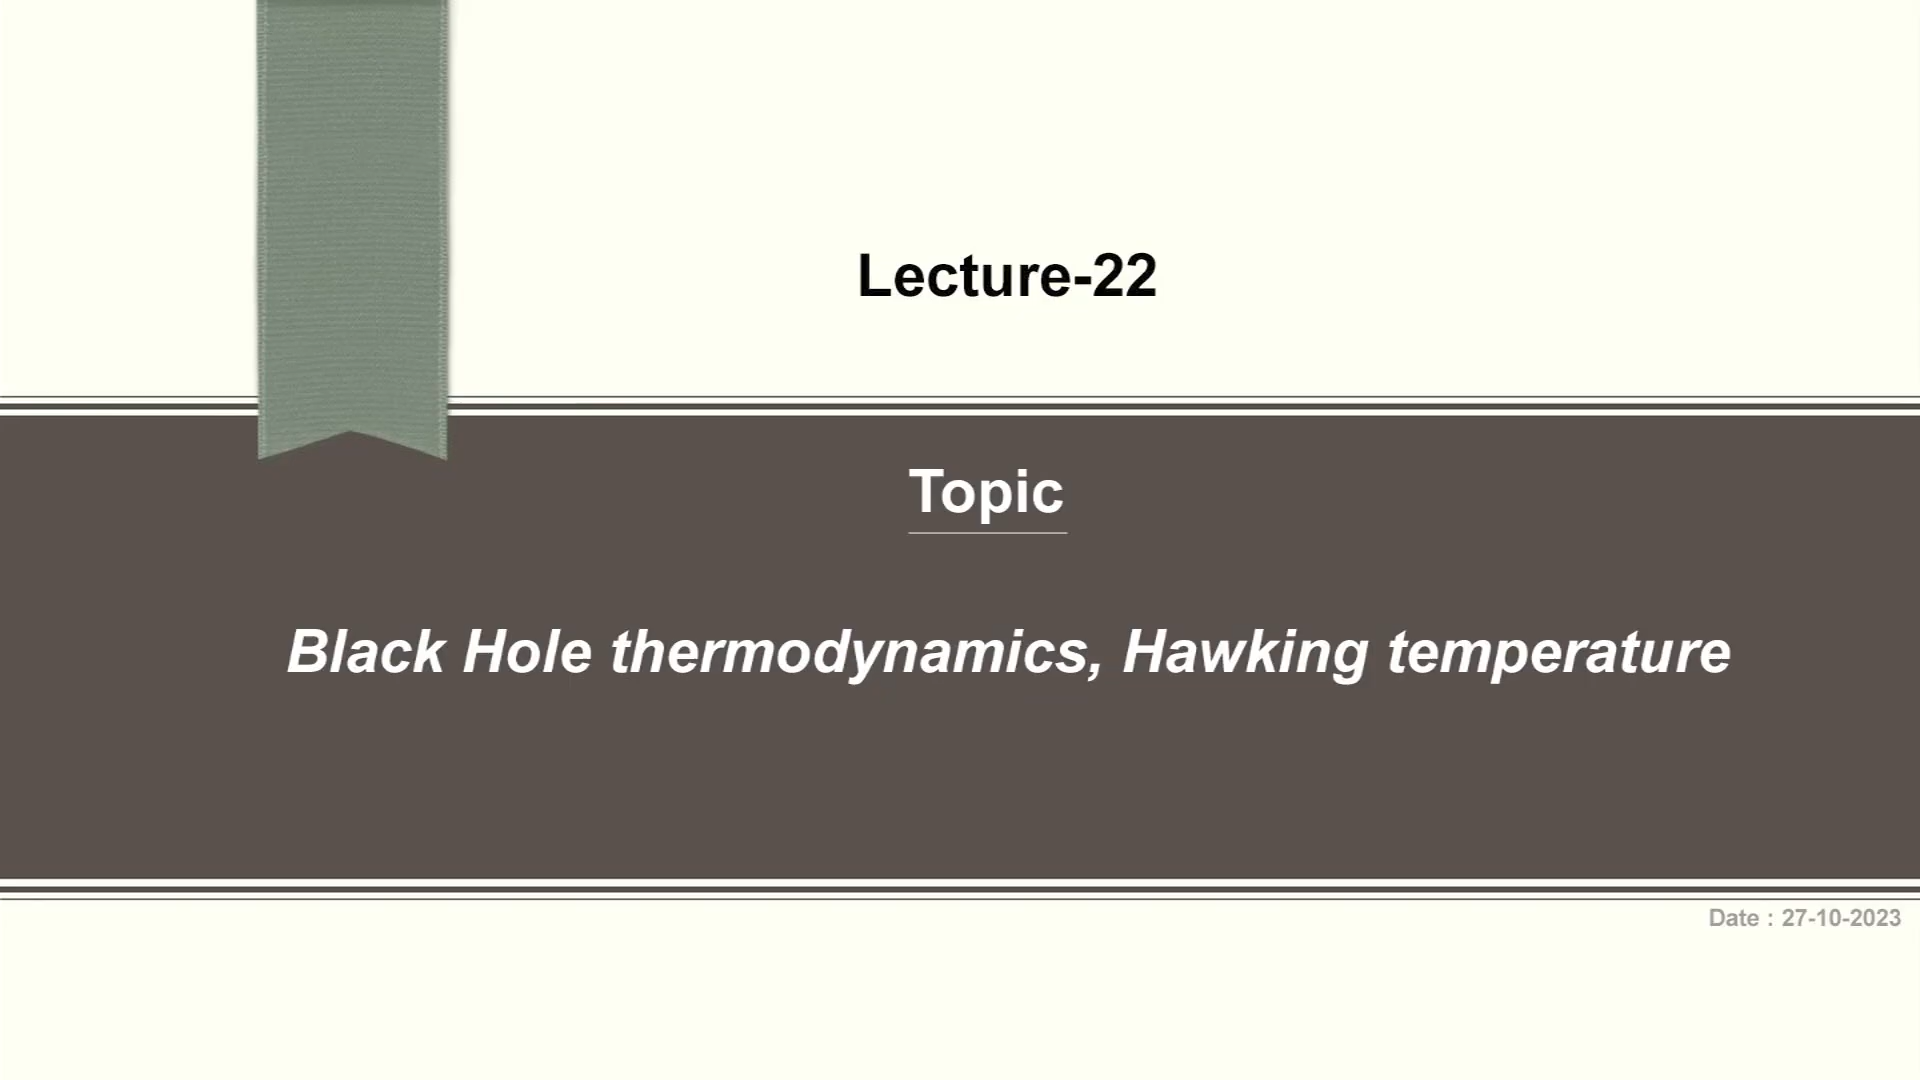 Lecture-22
Topic
Black Hole thermodynamics, Hawking temperature
Date : 27-10-2023